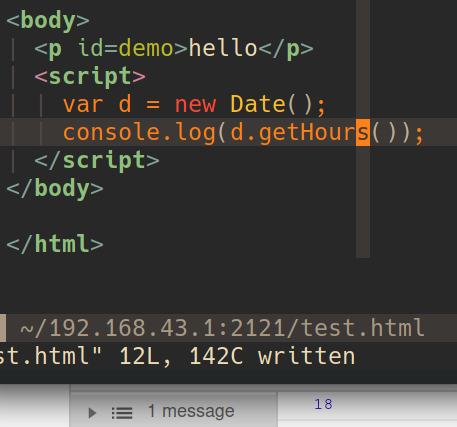 <body>
<p id=demo>hello</p>
<script>
var d = new Date();
console.log(d.getHours());
</script>
</body>
</html>
~/192.168.43.1:2121/test.html
st.html" 12L, 142C written
1 message
18